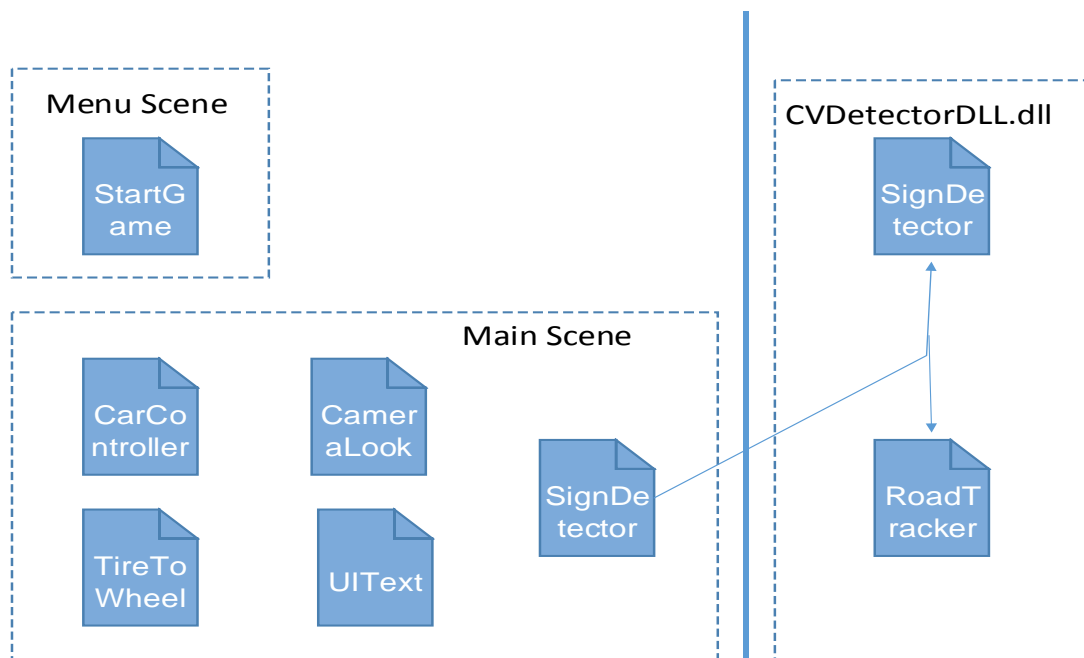 Menu Scene
StartG
ame
Main Scene
CarCo
ntroller
Camer
aLook
SignDe
tector
TireTo
Wheel
UIText
CVDetectorDLL.dll
SignDe
tector
RoadT
racker